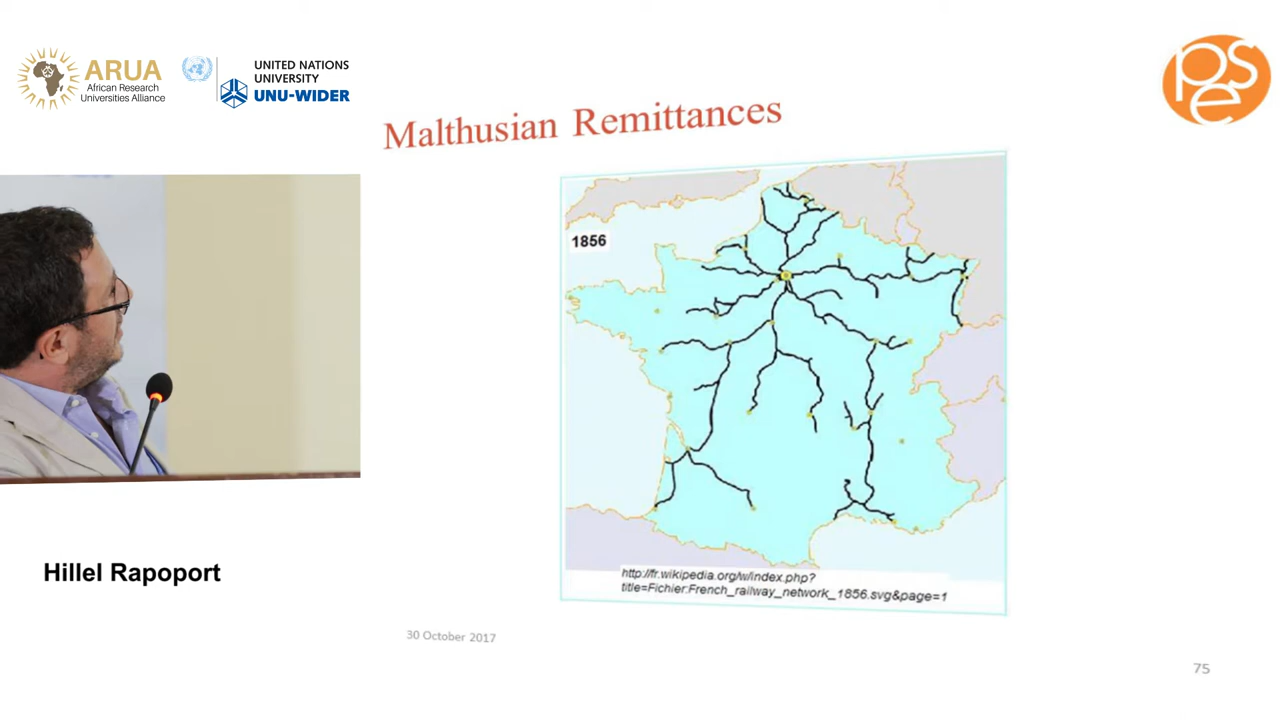 ARUA
African Research
Universities Alliance
UNITED NATIONS
UNIVERSITY
UNU-WIDER
pse
Malthusian Remittances
1856
http://fr.wikipedia.org/w/index.php?
title=Fichier:French_railway_network_1856.svg&page=1
Hillel Rapoport
30 October 2017
75